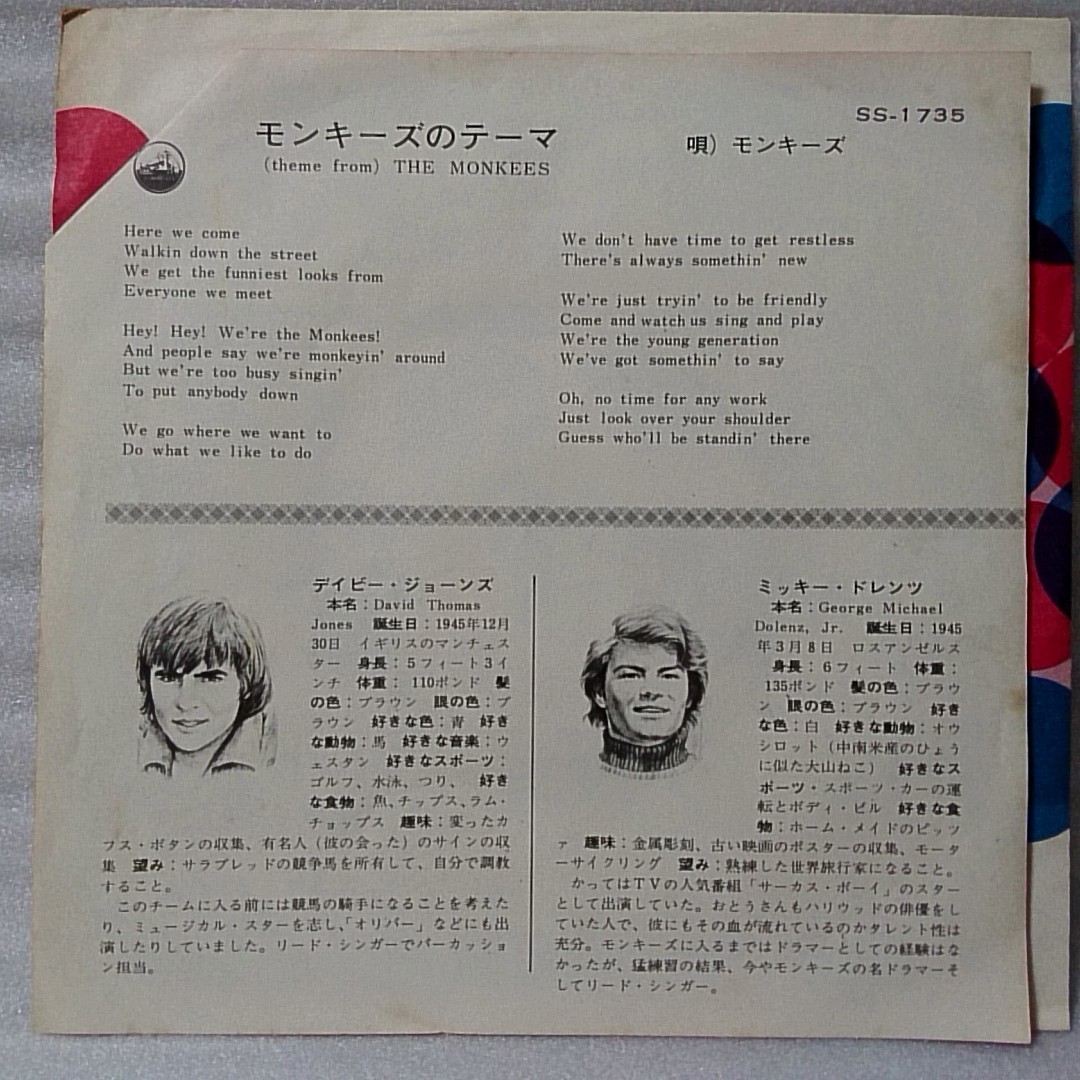 SS-1735
モンキーズのテーマ
(theme from) THE MONKEES
唄) モンキーズ
Here we come
Walkin down the street
We get the funniest looks from
Everyone we meet
Hey! Hey! We're the Monkees!
And people say we're monkeyin' around
But we're too busy singin'
To put anybody down
We go where we want to
Do what we like to do
We don't have time to get restless
There's always somethin' new
We're just tryin' to be friendly
Come and watch us sing and play
We're the young generation
We've got somethin' to say
Oh, no time for any work
Just look over your shoulder
Guess who'll be standin' there
デイビー・ジョーンズ
本名：David Thomas
Jones 誕生日：1945年12月
30日 イギリスのマンチェス
ター 身長：5フィート3イ
ンチ 体重：110ポンド 髪
の色：ブラウン 眼の色：ブ
ラウン 好きな色：青 好き
な動物：馬 好きな音楽：ウ
ェスタン 好きなスポーツ：
ゴルフ、水泳、つり、 好き
な食物：魚、チップス、ラム・
チョップス 趣味：変ったカ
フス・ボタンの収集、有名人（彼の会った）のサインの収
集 望み：サラブレッドの競争馬を所有して、自分で調教
すること。
このチームに入る前には競馬の騎手になることを考えた
り、ミュージカル・スターを志し、「オリバー」などにも出
演したりしていました。リード・シンガーでパーカッショ
ン担当。
ミッキー・ドレンツ
本名：George Michael
Dolenz, Jr. 誕生日：1945
年3月8日 ロスアンゼルス
身長：6フィート 体重：
135ポンド 髪の色：ブラウ
ン 眼の色：ブラウン 好き
な色：白 好きな動物：オウ
シロット（中南米産のひょう
に似た大山ねこ） 好きなス
ポーツ・スポーツ・カーの運
転とボディ・ビル 好きな食
物：ホーム・メイドのピッツ
ァ 趣味：金属彫刻、古い映画のポスターの収集、モータ
ーサイクリング 望み：熟練した世界旅行家になること。
かってはTVの人気番組「サーカス・ボーイ」のスター
として出演していた。おとうさんもハリウッドの俳優をし
ていた人で、彼にもその血が流れているのかタレント性は
充分。モンキーズに入るまではドラマーとしての経験はな
かったが、猛練習の結果、今やモンキーズの名ドラマーそ
してリード・シンガー。